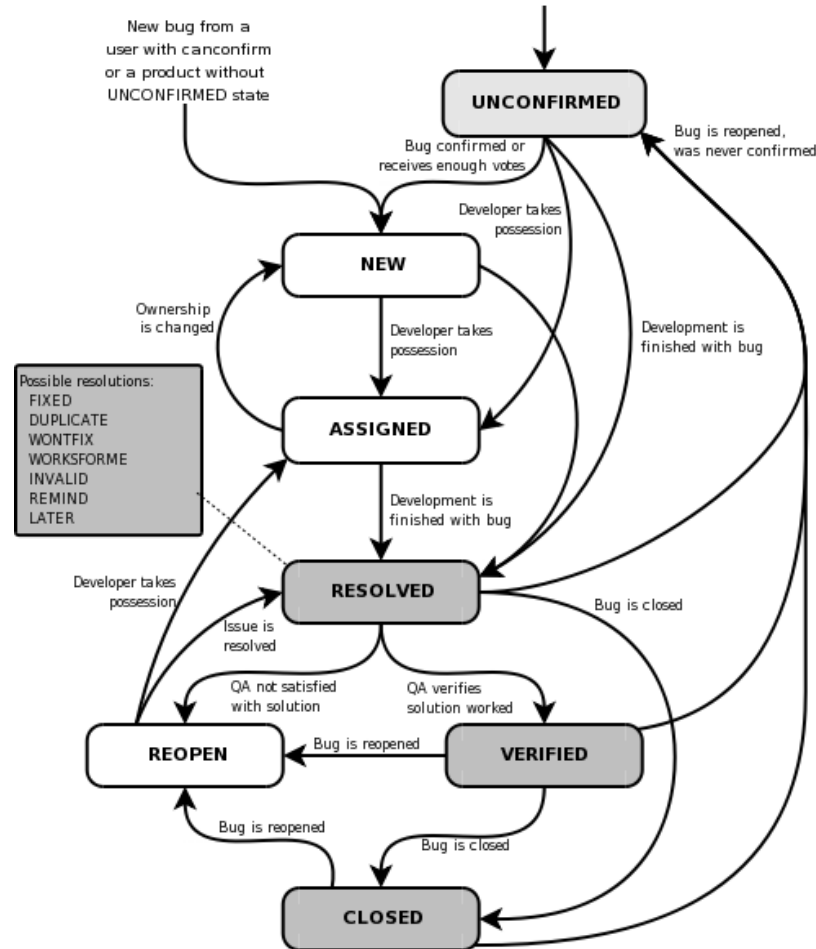 New bug from a
user with canconfirm
or a product without
UNCONFIRMED state
UNCONFIRMED
Bug confirmed or
receives enough votes
Bug is reopened,
was never confirmed
Developer takes
possession
NEW
Ownership
is changed
Developer takes
possession
Development is
finished with bug
Possible resolutions:
FIXED
DUPLICATE
WONTFIX
WORKSFORME
INVALID
REMIND
LATER
ASSIGNED
Development is
finished with bug
Developer takes
possession
RESOLVED
Bug is closed
Issue is
resolved
QA not satisfied
with solution
QA verifies
solution worked
REOPEN
Bug is reopened
VERIFIED
Bug is reopened
Bug is closed
CLOSED